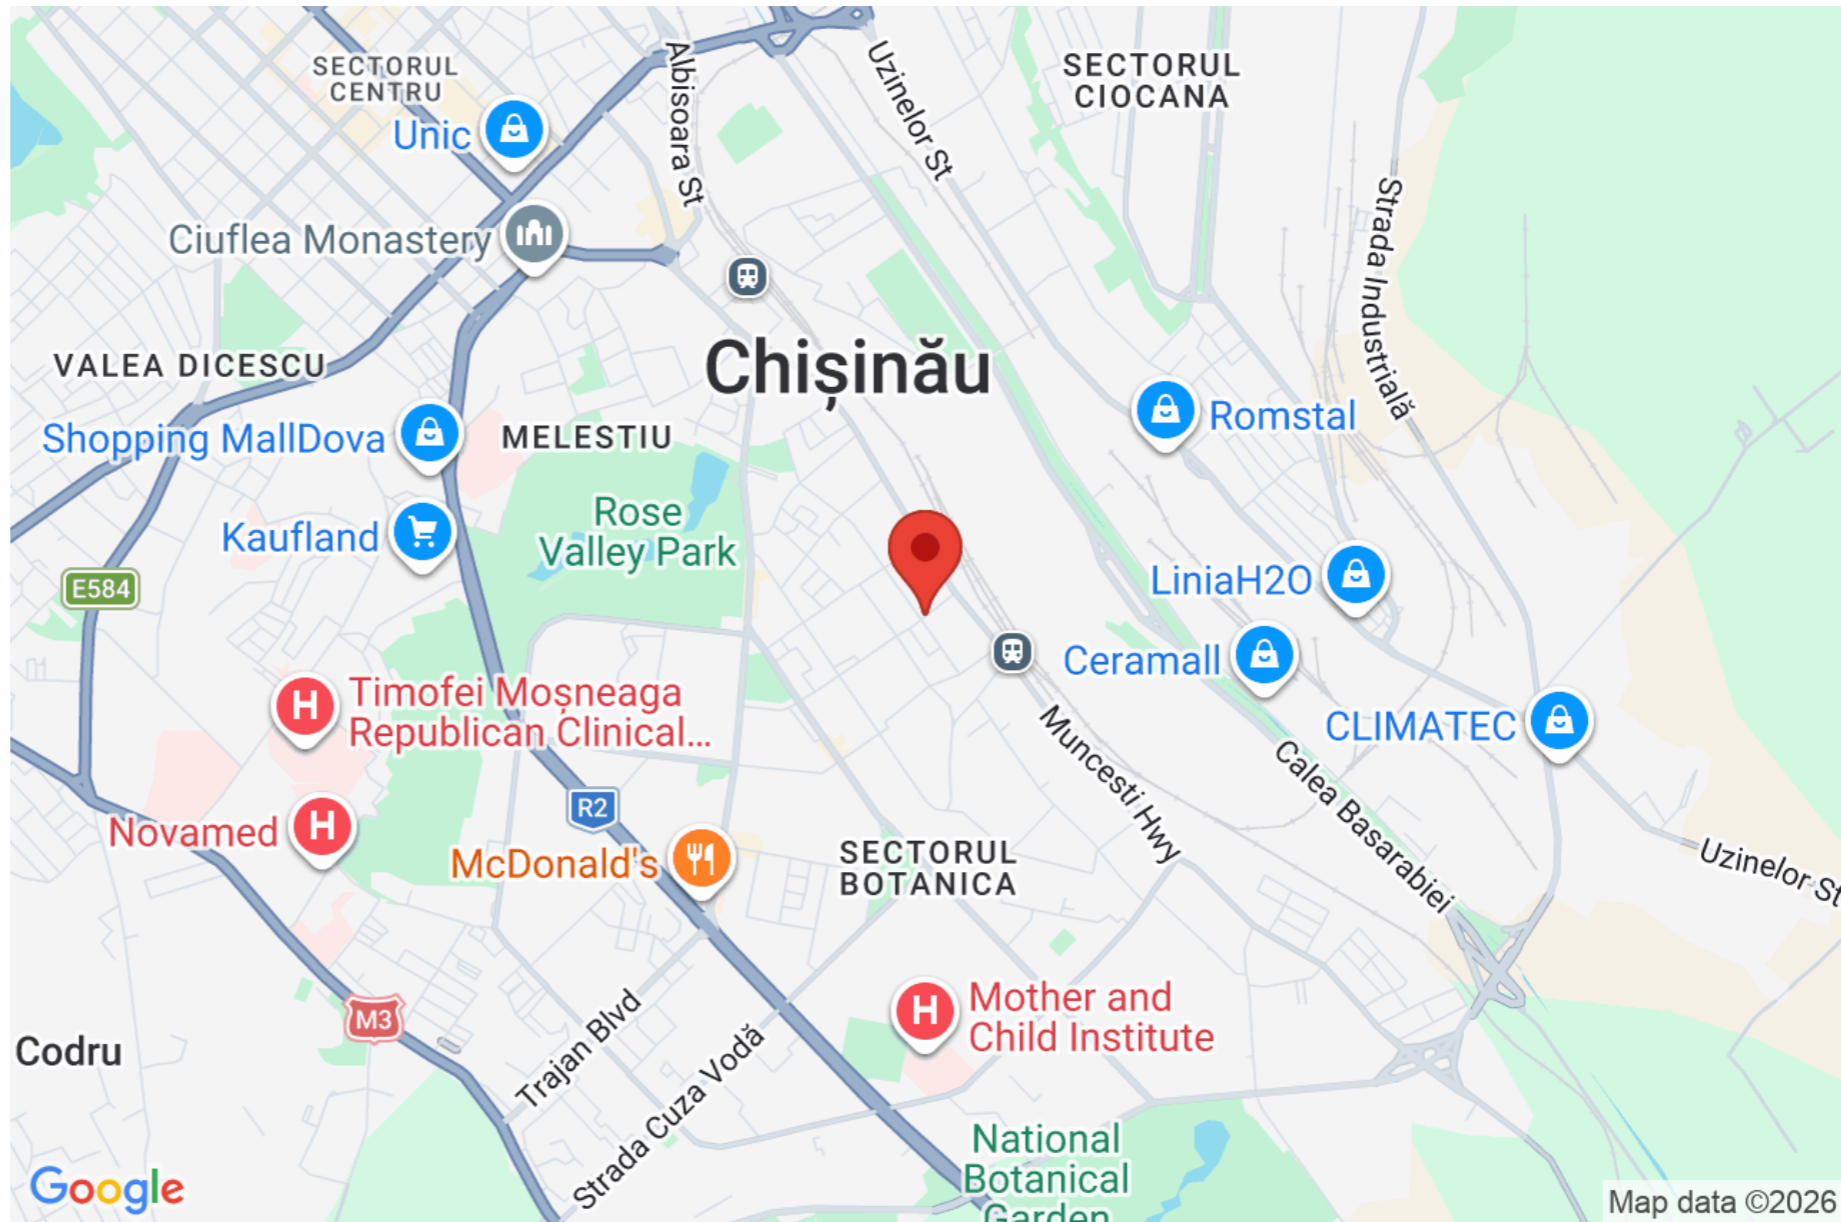 SECTORUL
CENTRU
Unic
Albisoara St
Uzinelor St
SECTORUL
CIOCANA
Strada Industrială
Ciuflea Monastery
VALEA DICESCU
Chișinău
Shopping MallDova
MELESTIU
Romstal
Kaufland
Rose
Valley Park
E584
LiniaH2O
Ceramall
Timofei Moșneaga
Republican Clinical...
CLIMATEC
Muncesti Hwy
Calea Basarabiei
R2
Novamed
McDonald's
SECTORUL
BOTANICA
Uzinelor St
M3
Mother and
Child Institute
Codru
Trajan Blvd
Strada Cuza Vodă
National
Botanical
Garden
Google
Map data ©2026
H
H
H